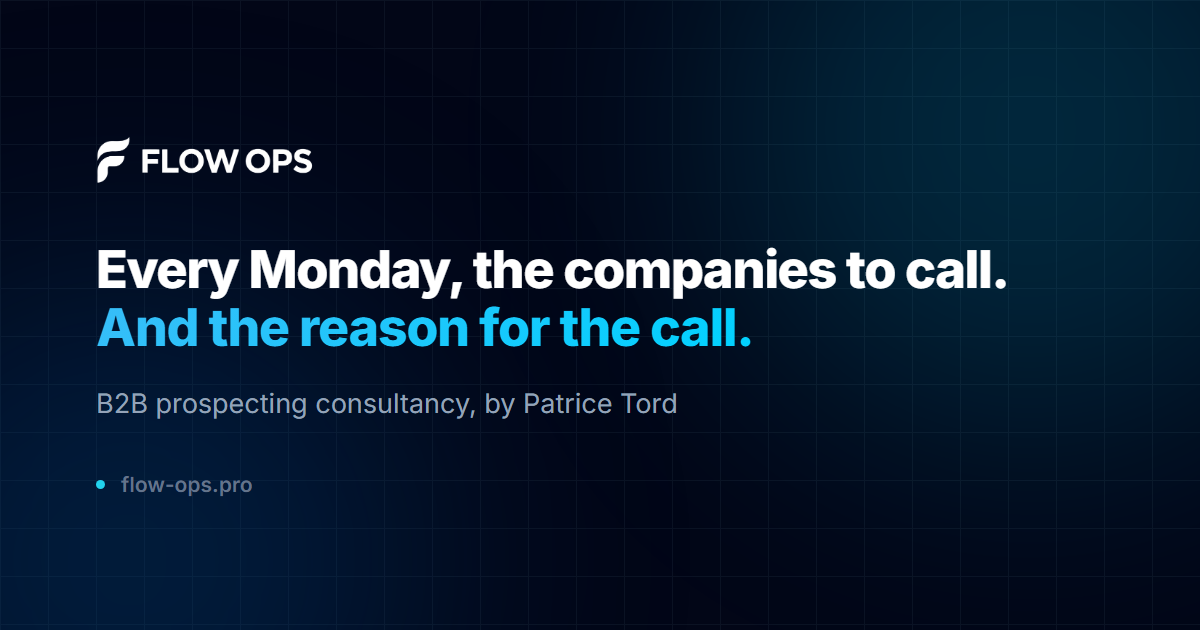 FLOW OPS
Every Monday, the companies to call.
And the reason for the call.
B2B prospecting consultancy, by Patrice Tord
flow-ops.pro